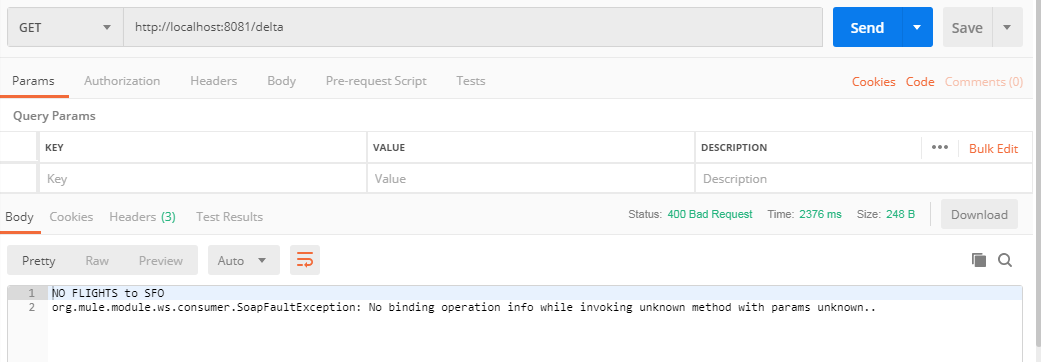 GET http://localhost:8081/delta Send Save
Params Authorization Headers Body Pre-request Script Tests Cookies Code Comments (0)
Query Params
KEY VALUE DESCRIPTION ••• Bulk Edit
Key Value Description
Body Cookies Headers (3) Test Results Status: 400 Bad Request Time: 2376 ms Size: 248 B Download
Pretty Raw Preview Auto
1 NO FLIGHTS to SFO
2 org.mule.module.ws.consumer.SoapFaultException: No binding operation info while invoking unknown method with params unknown..